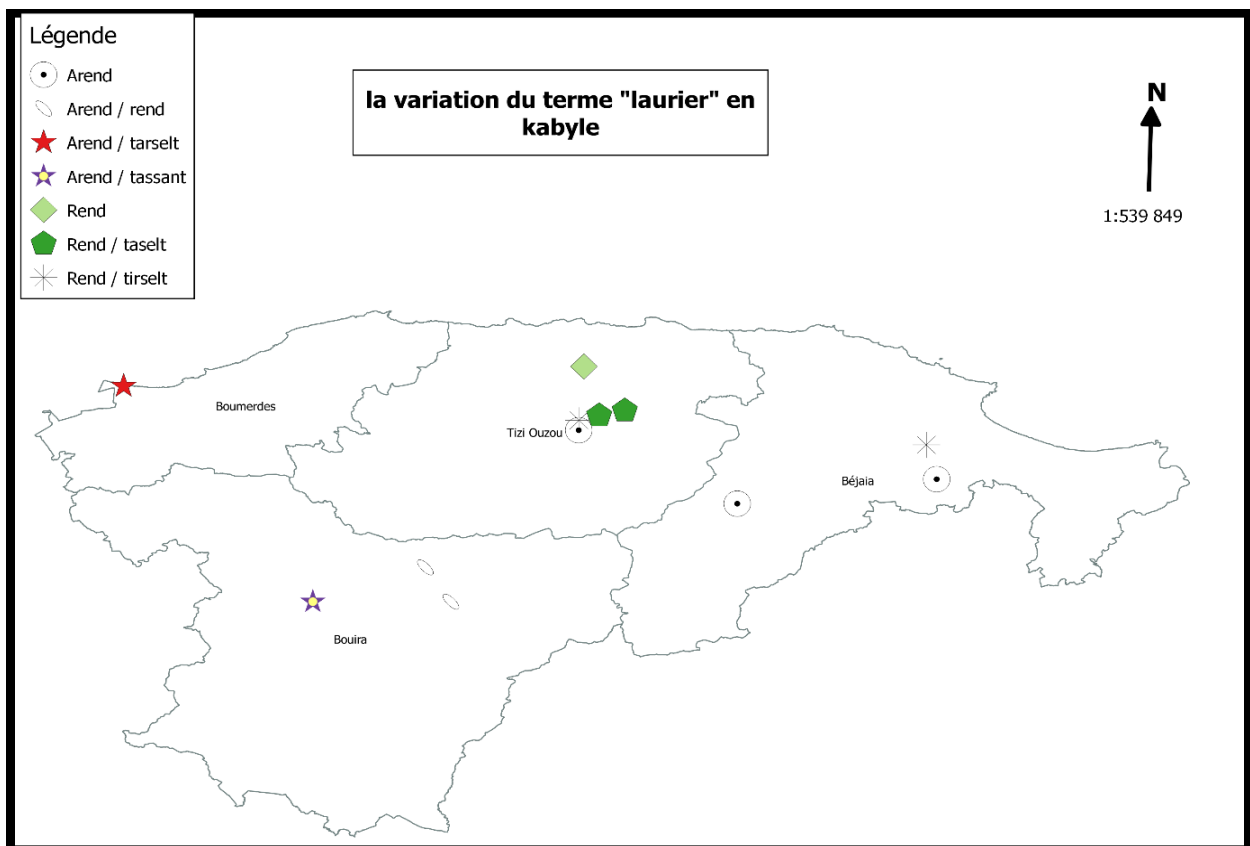 Légende
Arend
Arend / rend
Arend / tarselt
Arend / tassant
Rend
Rend / taselt
Rend / tirselt
la variation du terme "laurier" en
kabyle
N
1:539 849
Boumerdes
Tizi Ouzou
Béjaia
Bouira